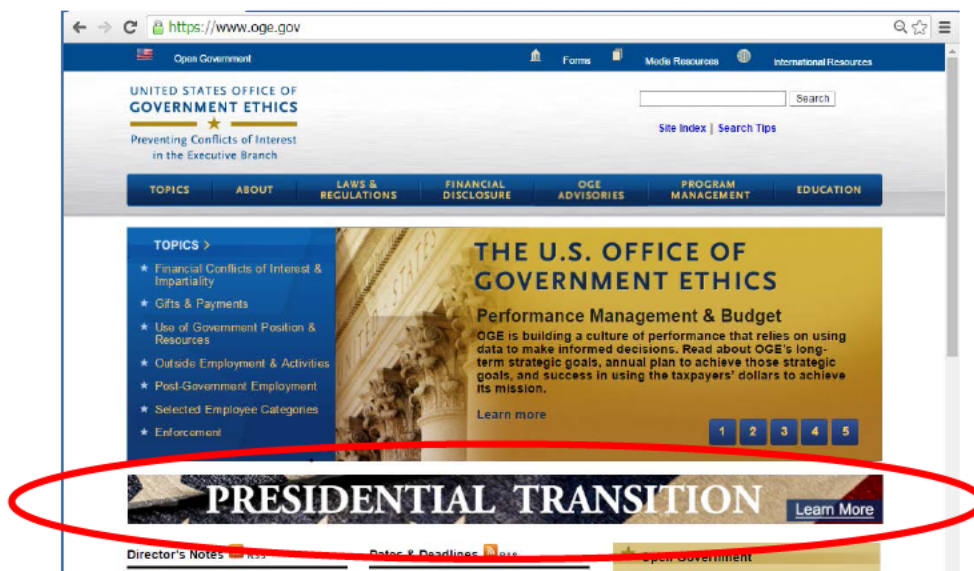 https://www.oge.gov
Open Government
Forms
Media Resources
International Resources
UNITED STATES OFFICE OF
GOVERNMENT ETHICS
Preventing Conflicts of Interest
in the Executive Branch
Search
Site Index | Search Tips
TOPICS
ABOUT
LAWS &
REGULATIONS
FINANCIAL
DISCLOSURE
OGE
ADVISORIES
PROGRAM
MANAGEMENT
EDUCATION
TOPICS >
Financial Conflicts of Interest &
Impartiality
Gifts & Payments
Use of Government Position &
Resources
Outside Employment & Activities
Post-Government Employment
Selected Employee Categories
Enforcement
THE U.S. OFFICE OF
GOVERNMENT ETHICS
Performance Management & Budget
OGE is building a culture of performance that relies on using
data to make informed decisions. Read about OGE's long-
term strategic goals, annual plan to achieve those strategic
goals, and success in using the taxpayers' dollars to achieve
its mission.
Learn more
1 2 3 4 5
PRESIDENTIAL TRANSITION
Learn More
Director's Notes RSS
Dates & Deadlines RSS
Open Government